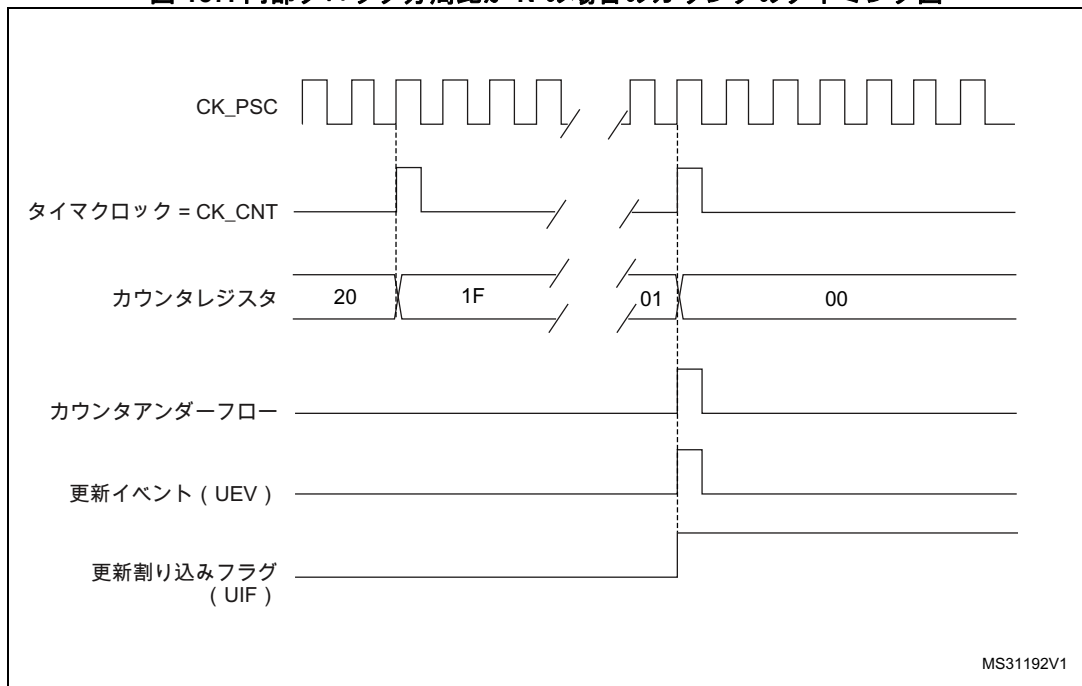 CK_PSC
タイマクロック = CK_CNT
カウンタレジスタ 20 1F 01 00
カウンタアンダーフロー
更新イベント ( UEV )
更新割り込みフラグ
( UIF )
MS31192V1